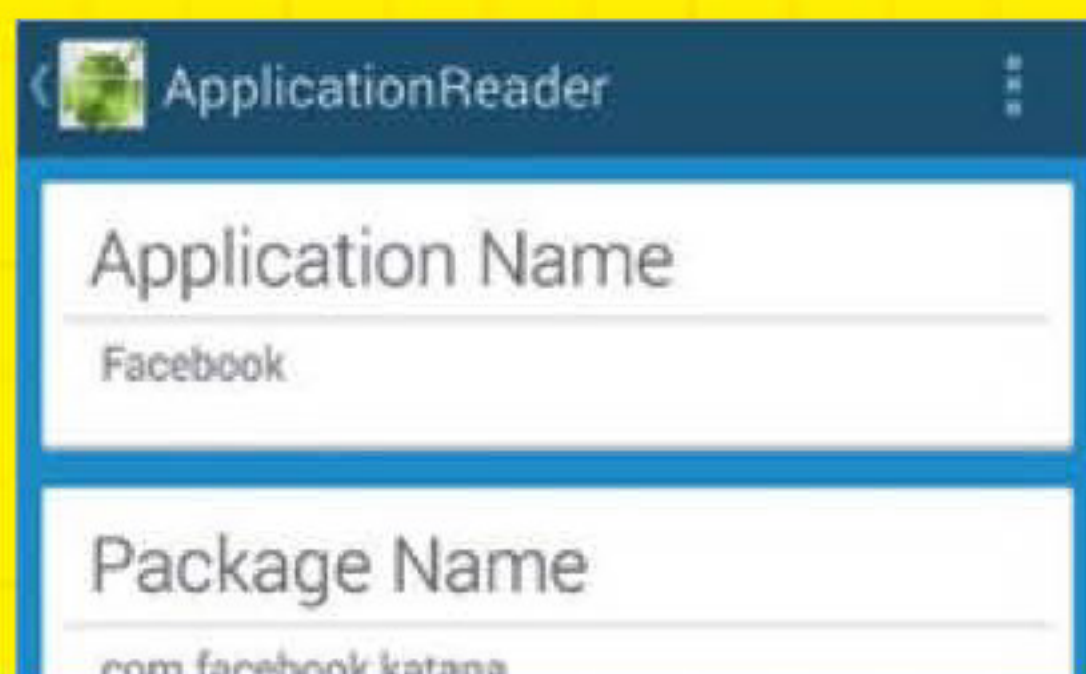 ApplicationReader
Application Name
Facebook
Package Name
com.facebook.katana